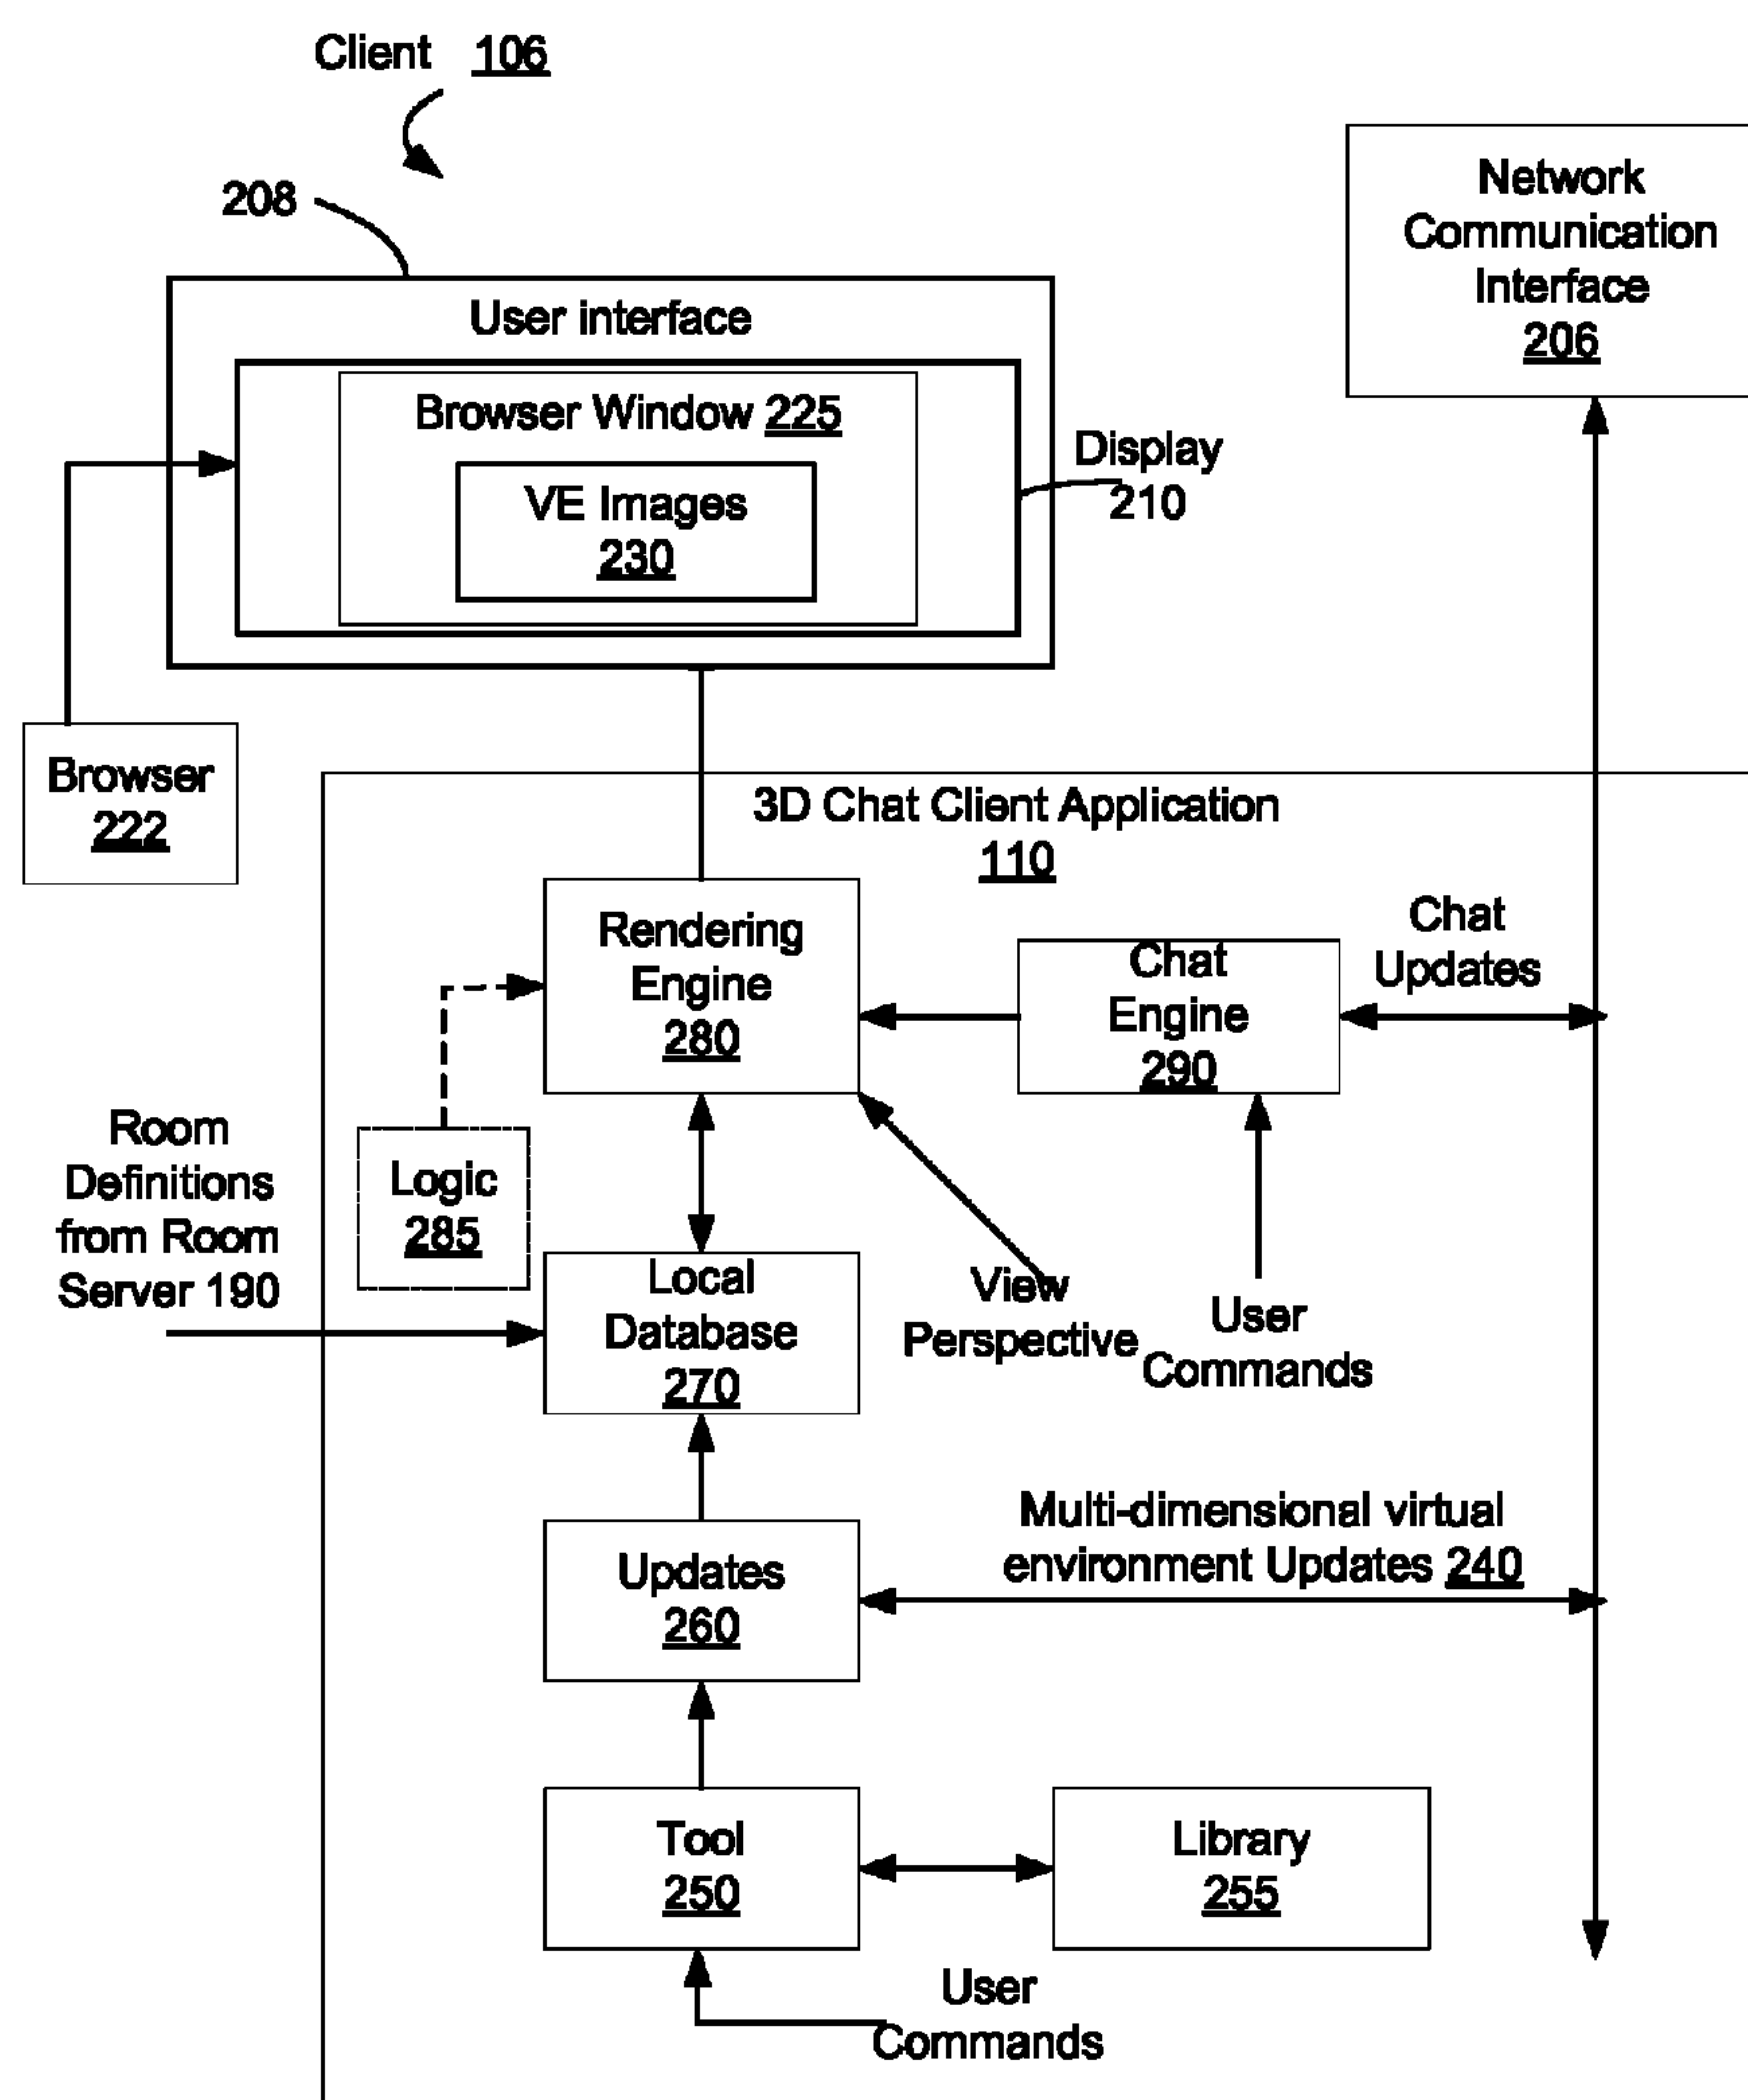 Client 106
208
User interface
Browser Window 225
VE Images
230
Display
210
Network
Communication
Interface
206
Browser
222
3D Chat Client Application
110
Rendering
Engine
280
Chat
Engine
290
Chat
Updates
Room
Definitions
from Room
Server 190
Logic
285
Local
Database
270
View
Perspective
User
Commands
Updates
260
Multi-dimensional virtual
environment Updates 240
Tool
250
Library
255
User
Commands